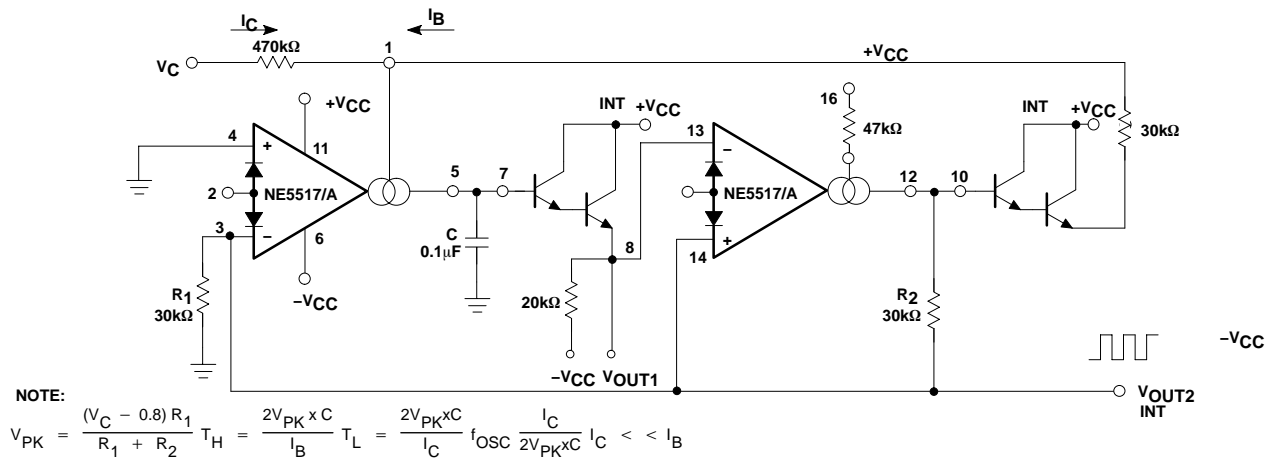 IC
IB
470kΩ
1
VC
+VCC
+VCC
4
+
11
2
NE5517/A
3
−
6
−VCC
R1
30kΩ
5
7
C
0.1μF
INT
+VCC
8
20kΩ
−VCC
VOUT1
13
−
NE5517/A
+
14
16
47kΩ
12
10
INT
+VCC
30kΩ
R2
30kΩ
−VCC
VOUT2
INT
NOTE:
VPK = (VC − 0.8) R1 / R1 + R2 TH = 2VPK x C / IB TL = 2VPKxC / IC fOSC IC / 2VPKxC IC < < IB